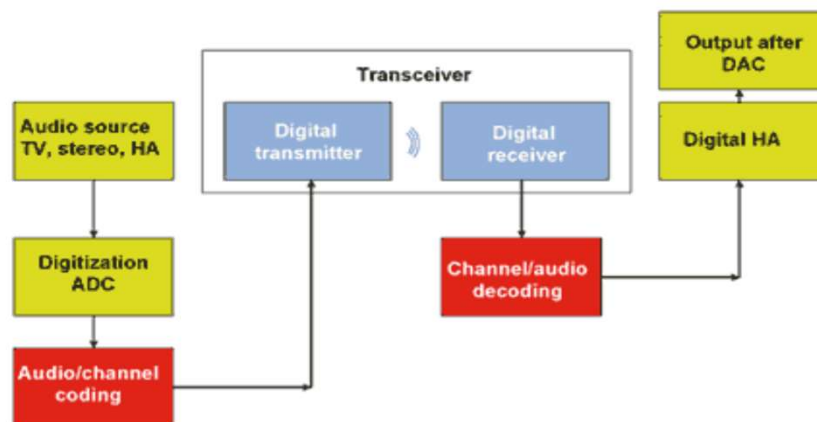 Audio source
TV, stereo, HA
Digitization
ADC
Audio/channel
coding
Transceiver
Digital
transmitter
Digital
receiver
Channel/audio
decoding
Digital HA
Output after
DAC